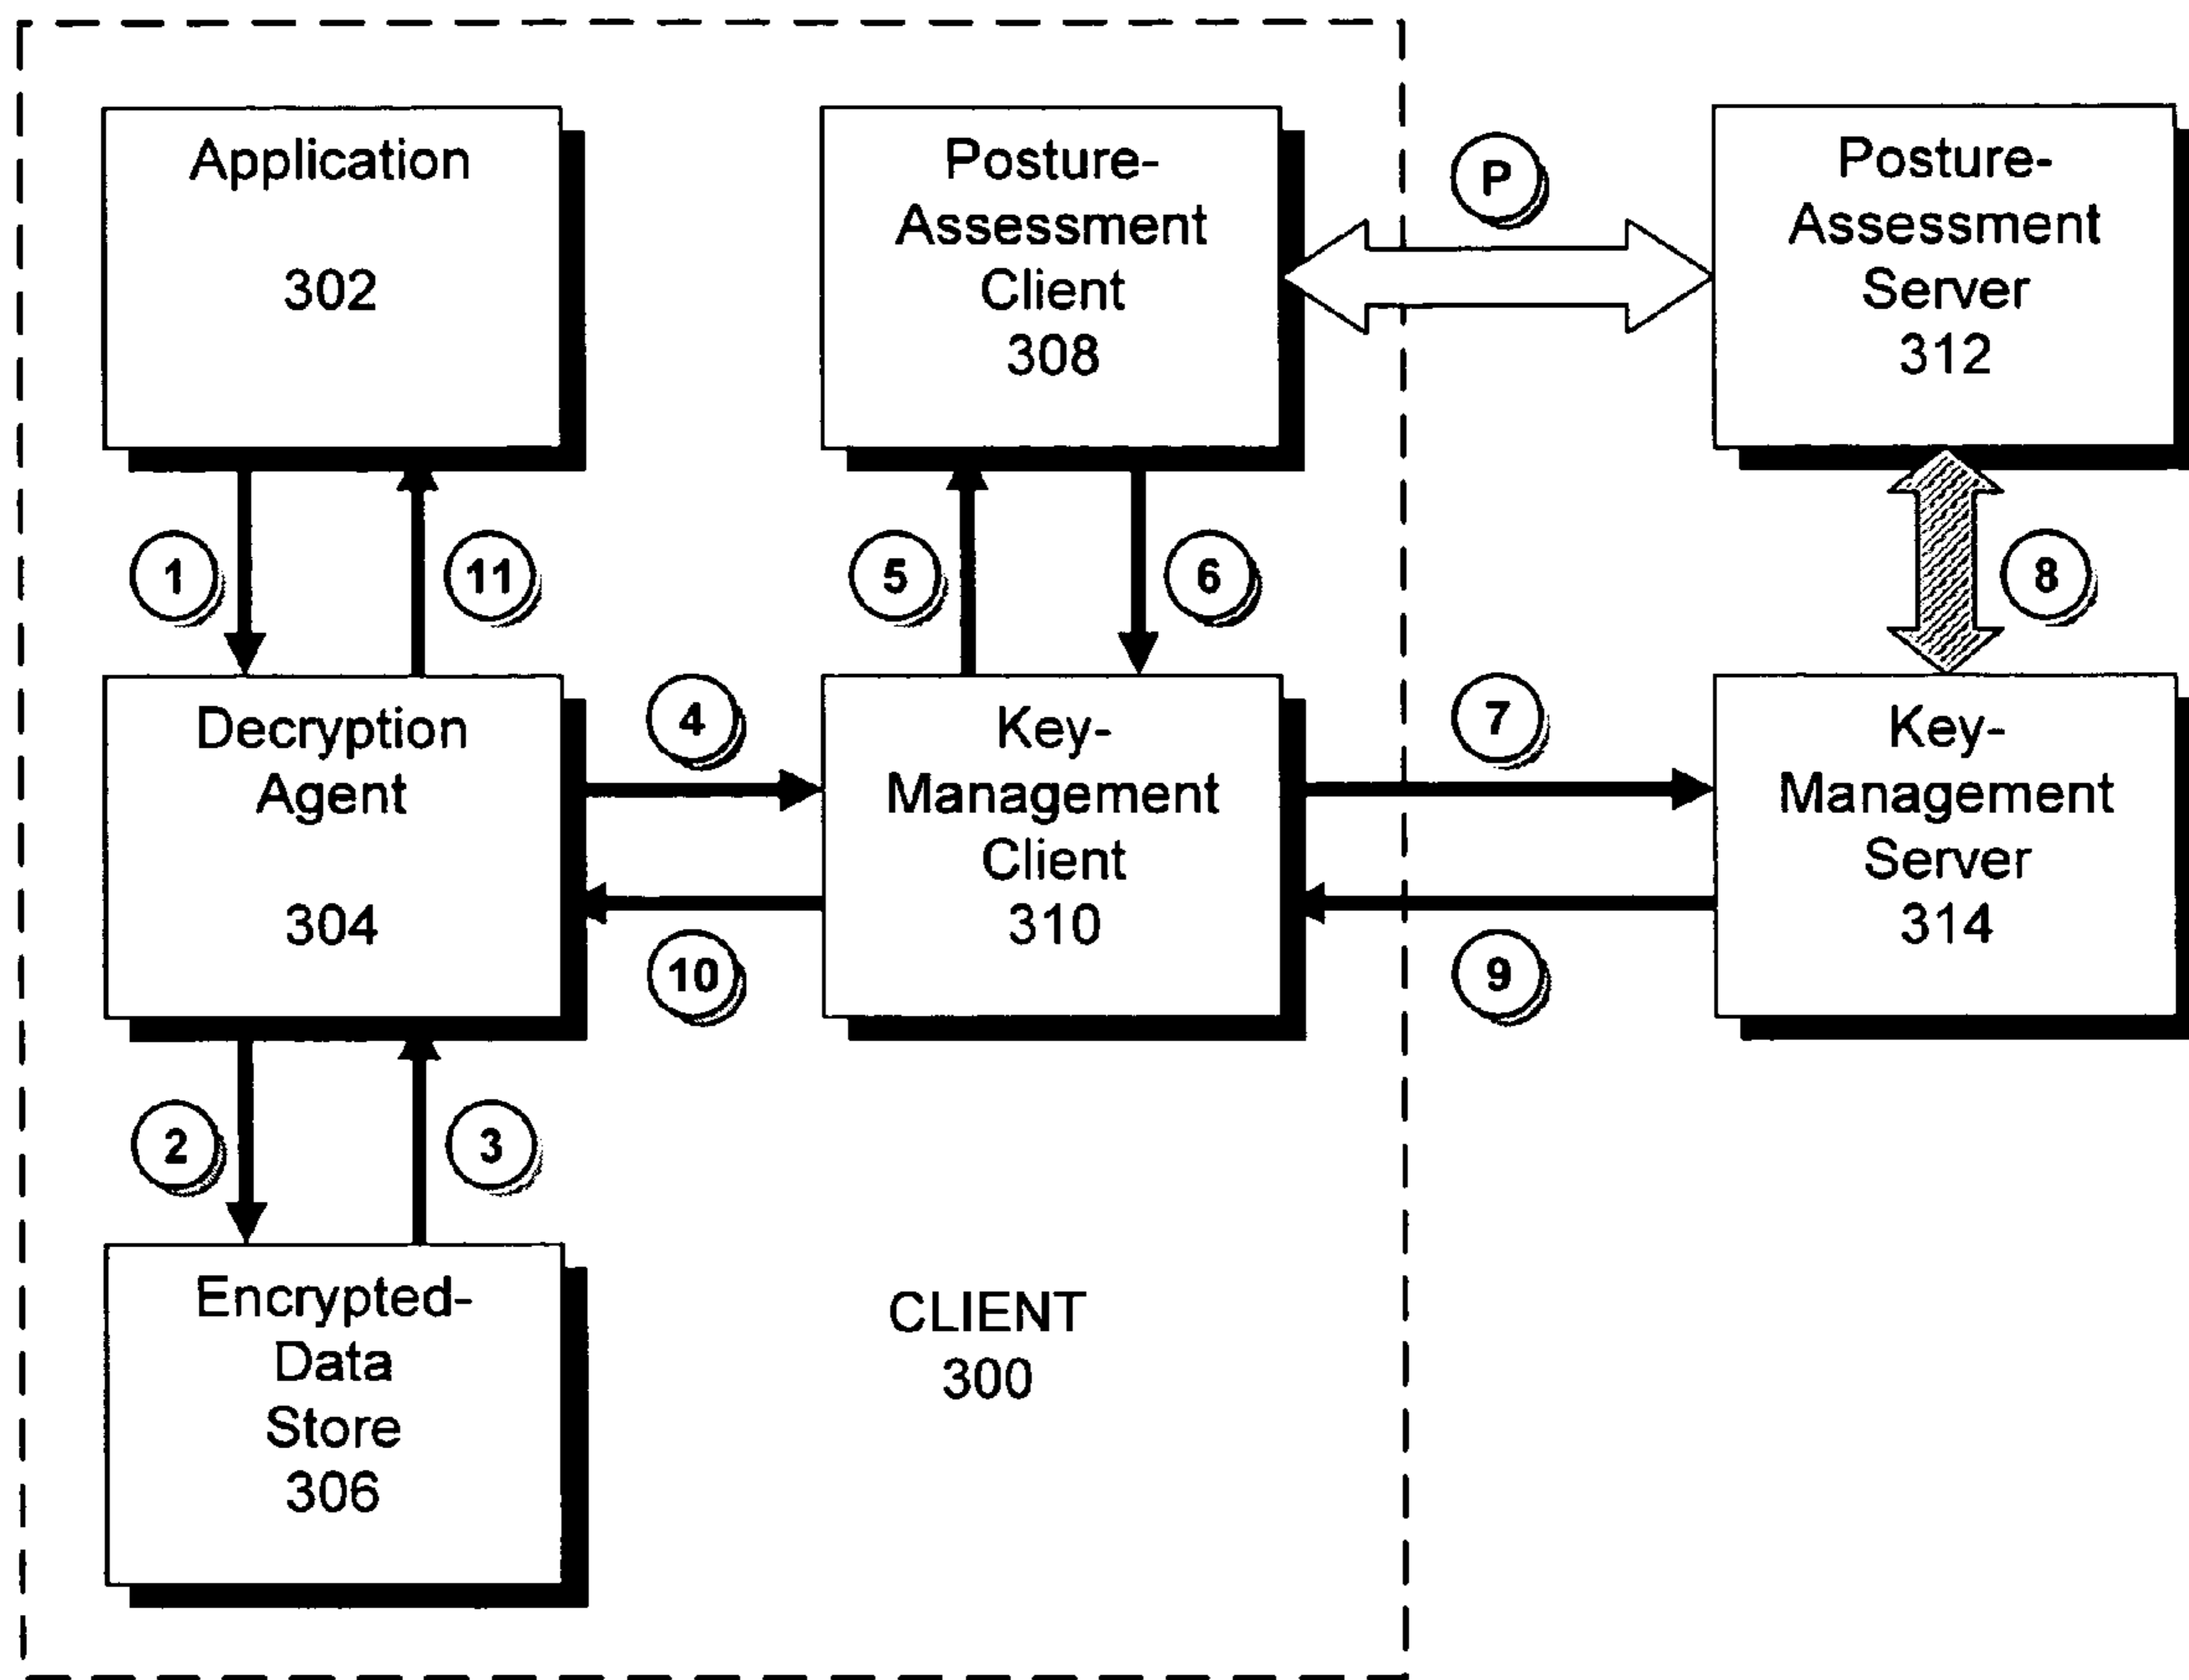 Application
302
Posture-
Assessment
Client
308
P
Posture-
Assessment
Server
312
1
11
5
6
8
Decryption
Agent
304
4
10
Key-
Management
Client
310
7
9
Key-
Management
Server
314
2
3
Encrypted-
Data
Store
306
CLIENT
300